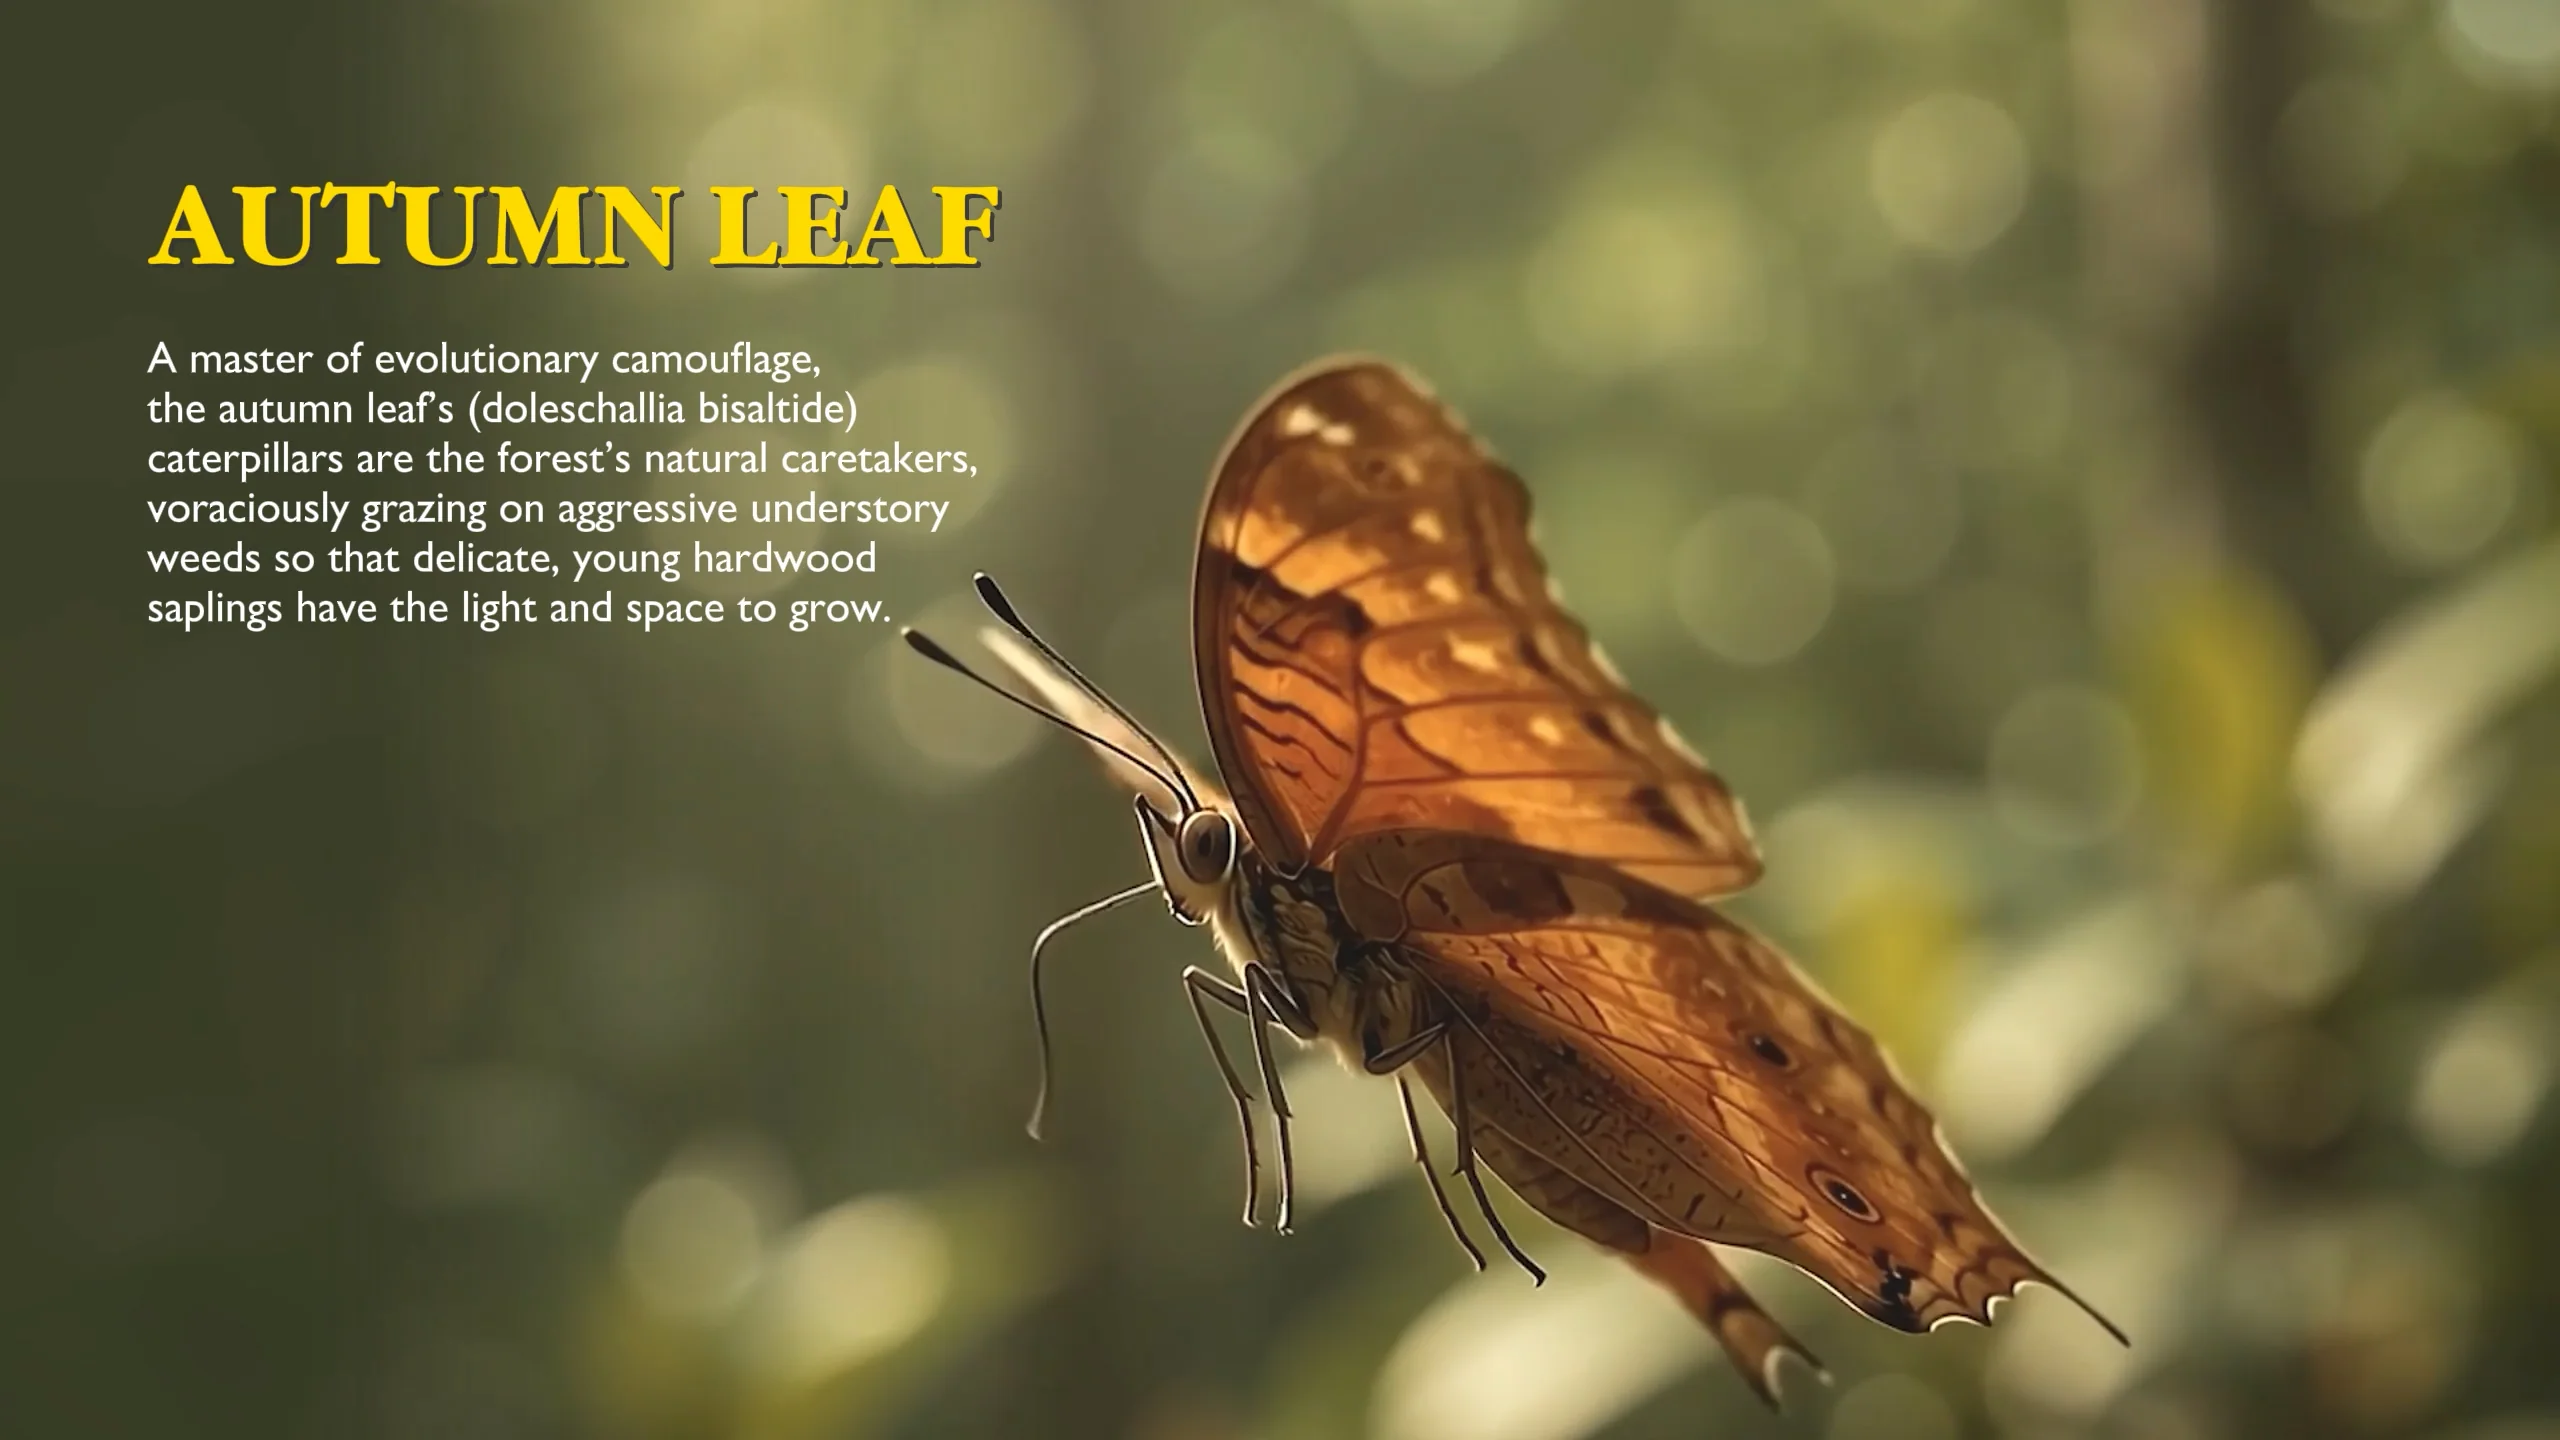 AUTUMN LEAF
A master of evolutionary camouflage,
the autumn leaf’s (doleschallia bisaltide)
caterpillars are the forest’s natural caretakers,
voraciously grazing on aggressive understory
weeds so that delicate, young hardwood
saplings have the light and space to grow.